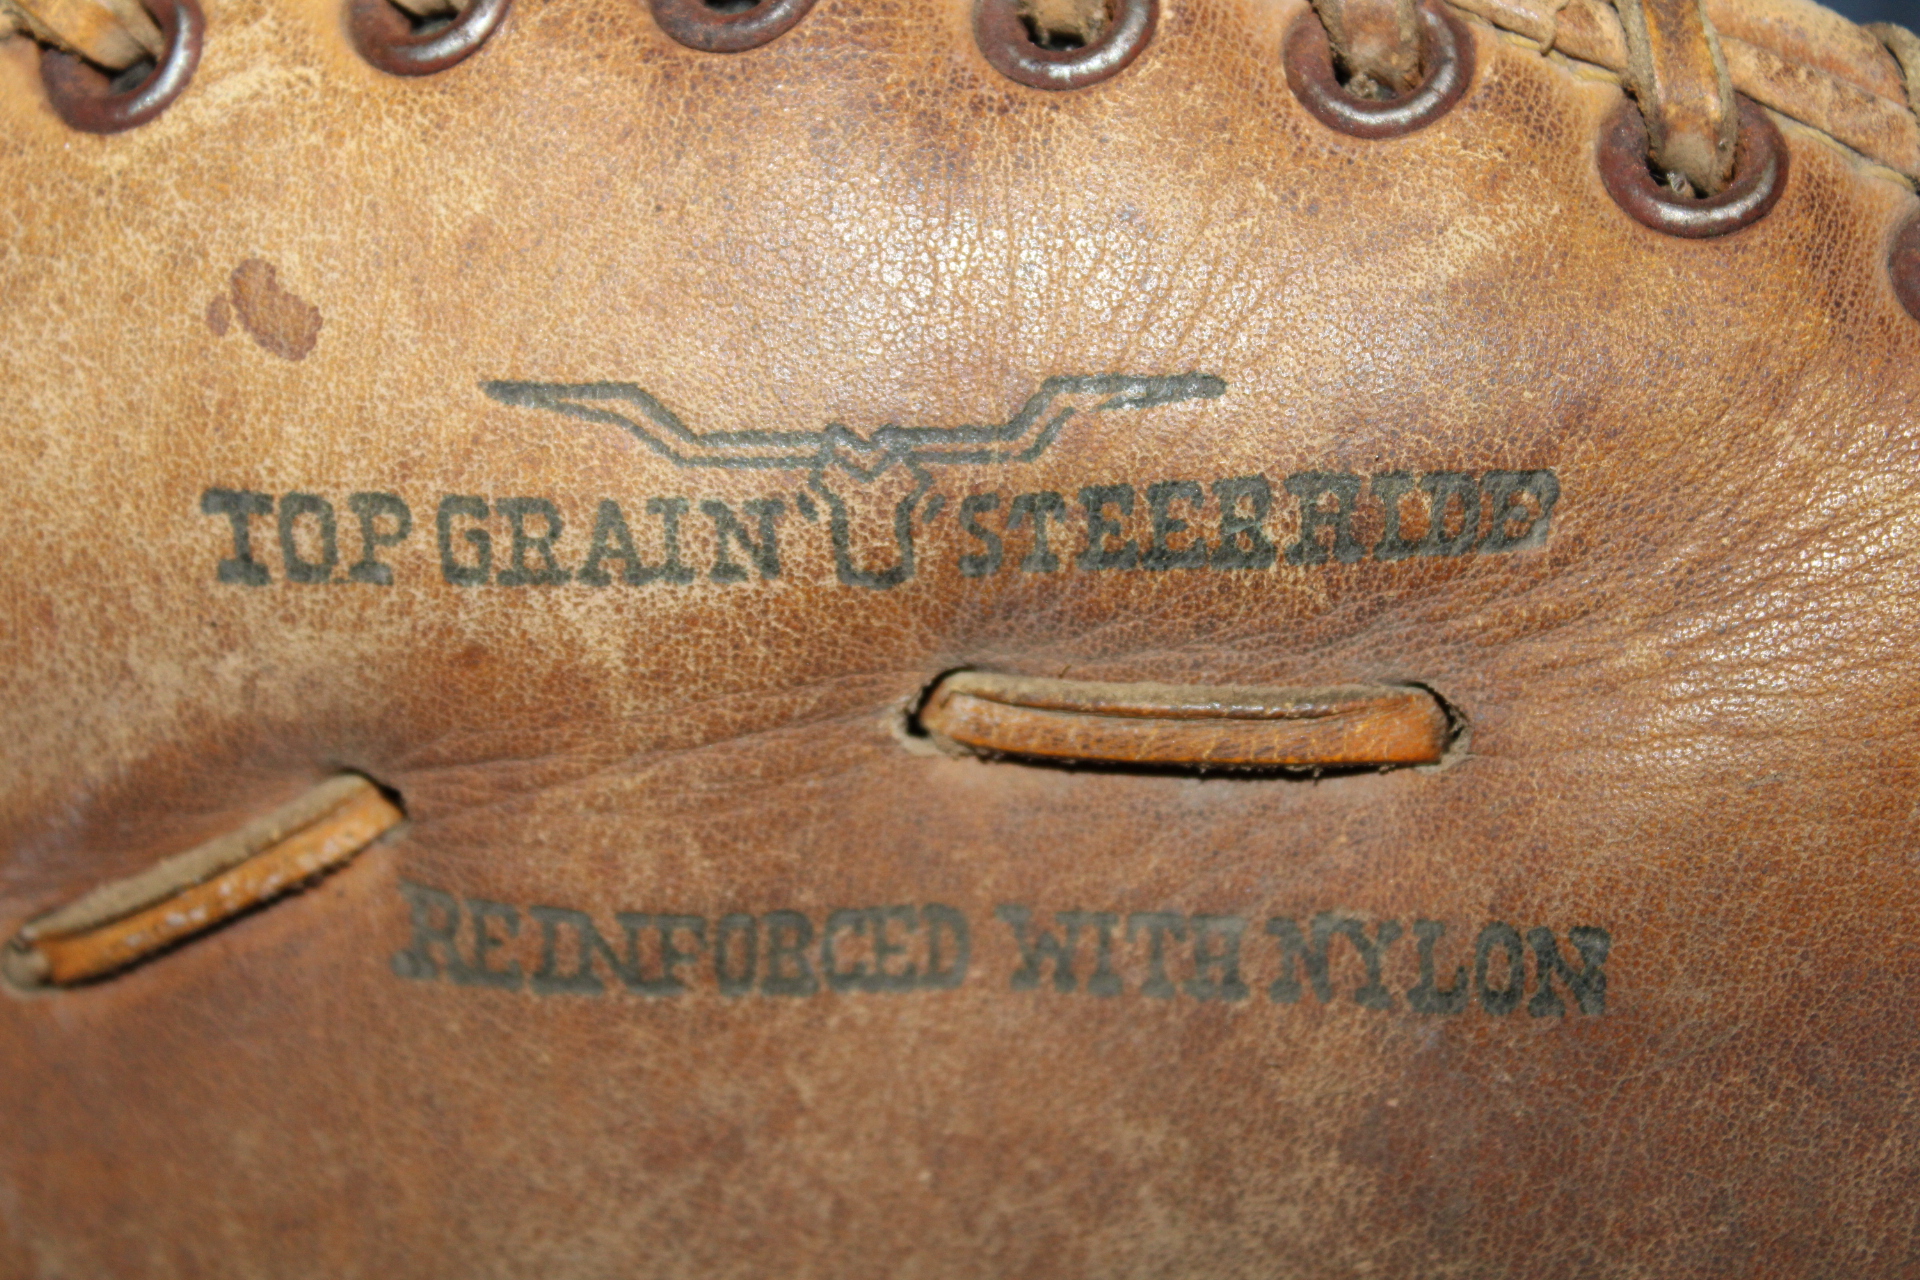 TOP GRAIN STEERHIDE
REINFORCED WITH NYLON